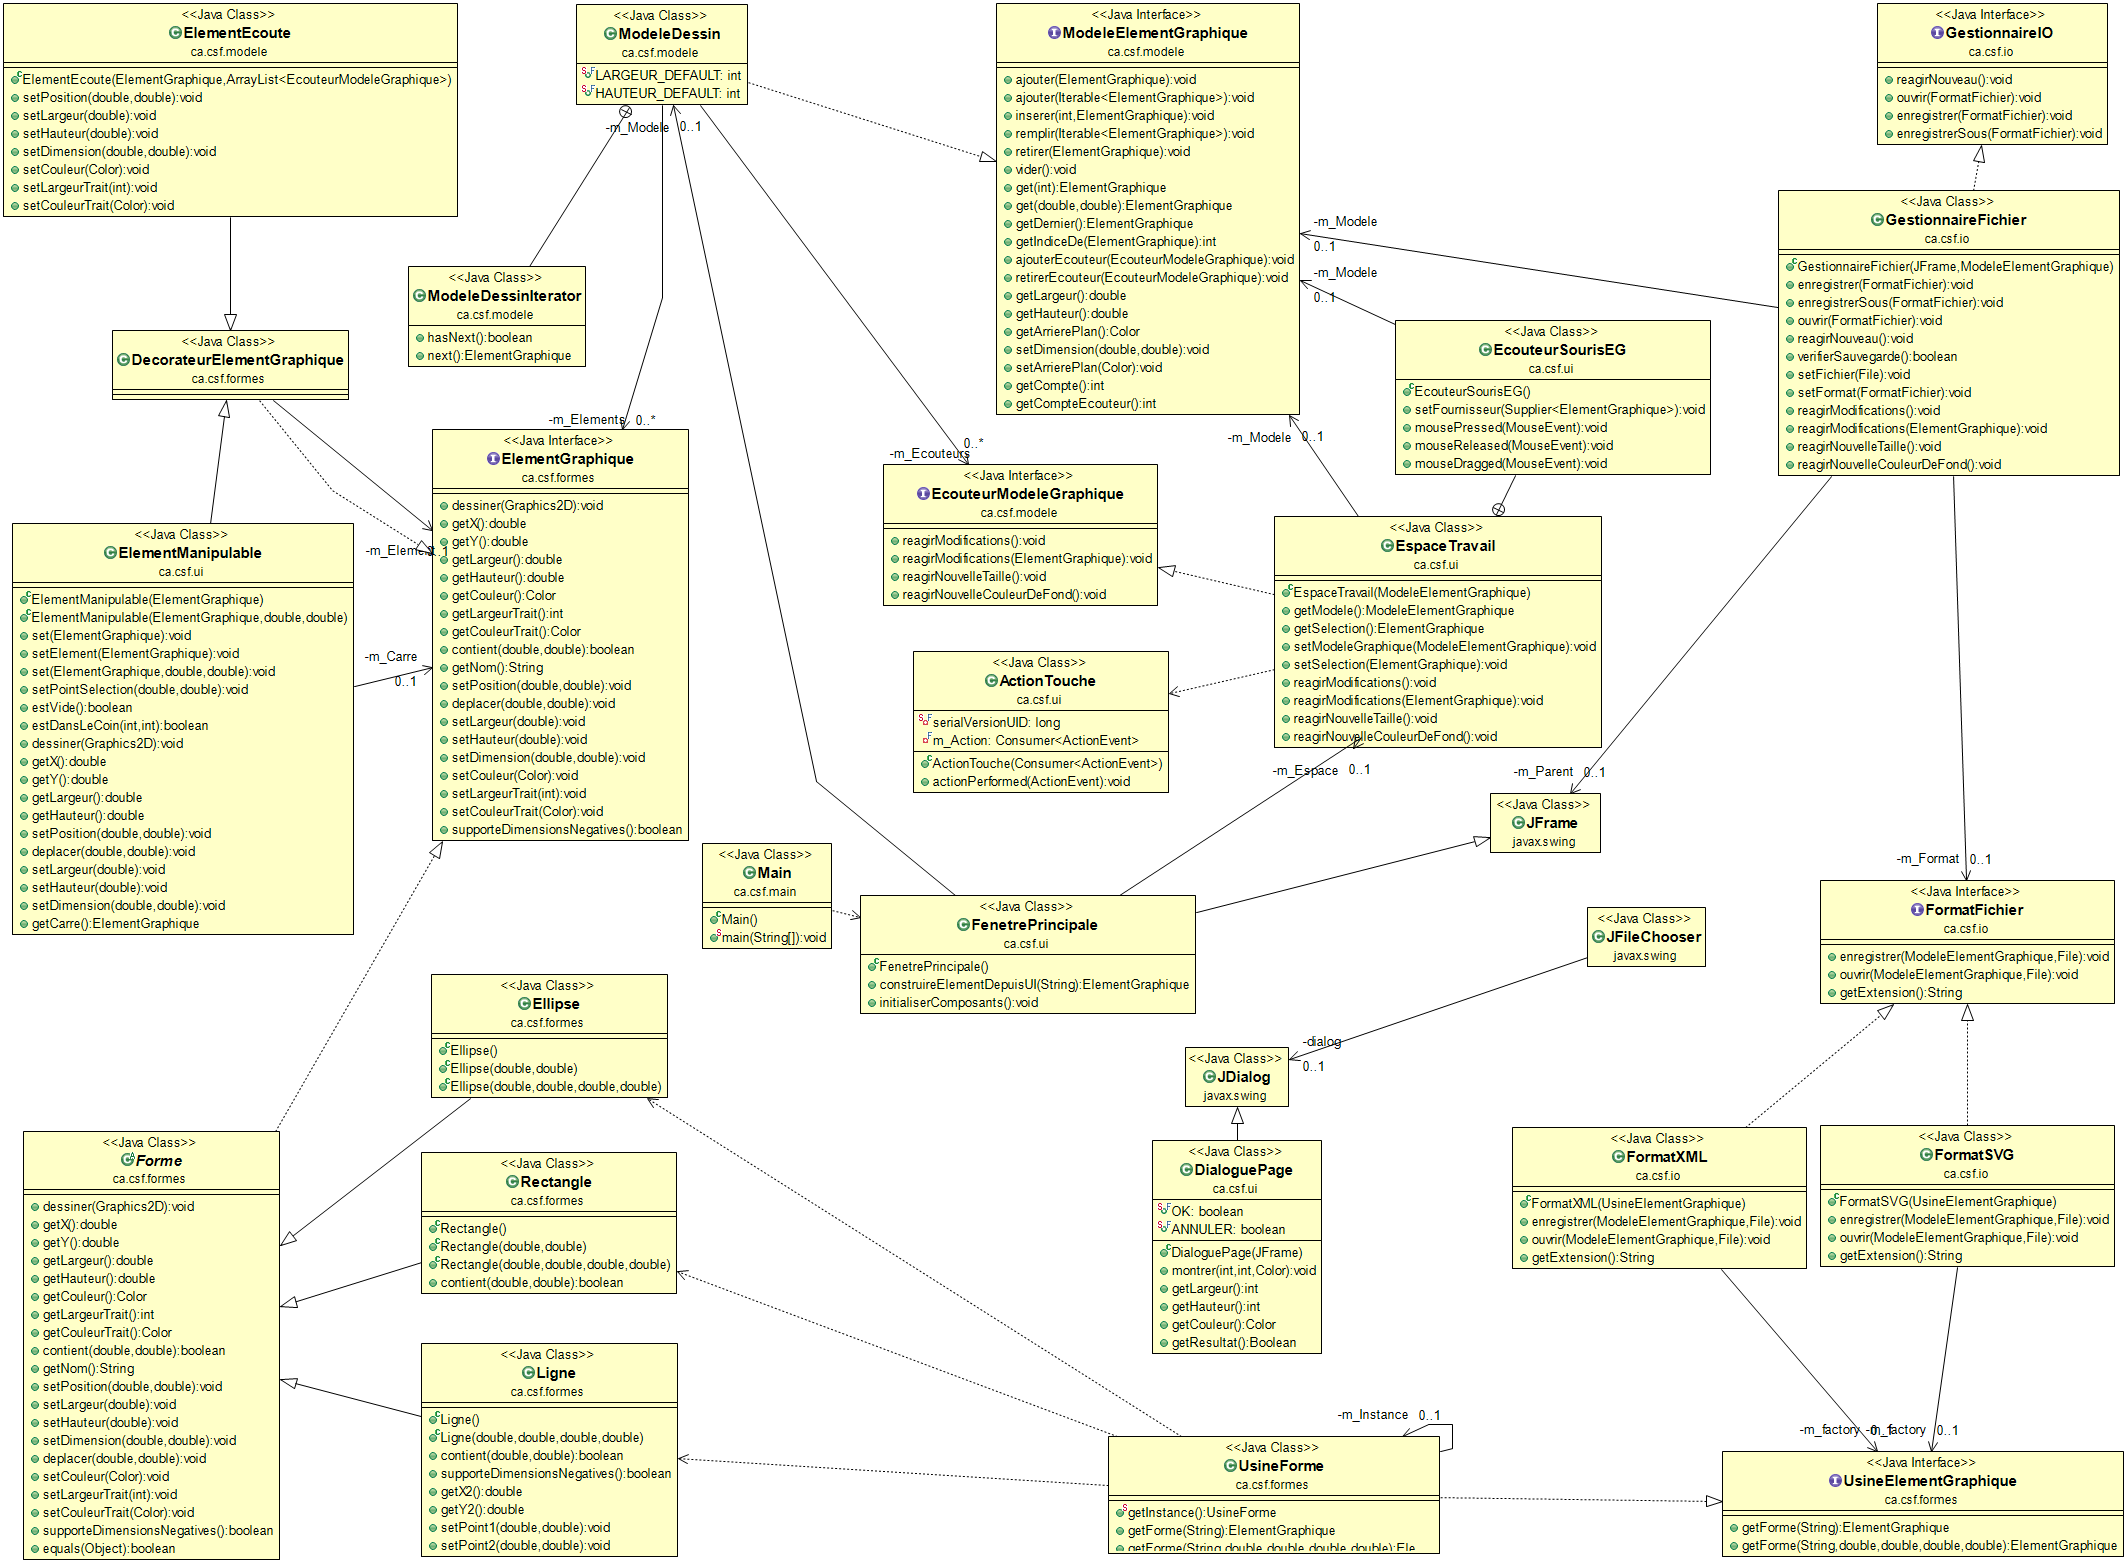 <<Java Class>>
ElementEcoute
ca.csf.modele
ElementEcoute(ElementGraphique,ArrayList<EcouteurModeleGraphique>)
setPosition(double,double):void
setLargeur(double):void
setHauteur(double):void
setDimension(double,double):void
setCouleur(Color):void
setLargeurTrait(int):void
setCouleurTrait(Color):void
<<Java Class>>
ModeleDessin
ca.csf.modele
LARGEUR_DEFAULT: int
HAUTEUR_DEFAULT: int
-m_Modele
0..1
<<Java Interface>>
ModeleElementGraphique
ca.csf.modele
ajouter(ElementGraphique):void
ajouter(Iterable<ElementGraphique>):void
inserer(int,ElementGraphique):void
remplir(Iterable<ElementGraphique>):void
retirer(ElementGraphique):void
vider():void
get(int):ElementGraphique
get(double,double):ElementGraphique
getDernier():ElementGraphique
getIndiceDe(ElementGraphique):int
ajouterEcouteur(EcouteurModeleGraphique):void
retirerEcouteur(EcouteurModeleGraphique):void
getLargeur():double
getHauteur():double
getArrierePlan():Color
setDimension(double,double):void
setArrierePlan(Color):void
getCompte():int
getCompteEcouteur():int
<<Java Interface>>
GestionnaireIO
ca.csf.io
reagirNouveau():void
ouvrir(FormatFichier):void
enregistrer(FormatFichier):void
enregistrerSous(FormatFichier):void
<<Java Class>>
GestionnaireFichier
ca.csf.io
GestionnaireFichier(JFrame,ModeleElementGraphique)
enregistrer(FormatFichier):void
enregistrerSous(FormatFichier):void
ouvrir(FormatFichier):void
reagirNouveau():void
verifierSauvegarde():boolean
setFichier(File):void
setFormat(FormatFichier):void
reagirModifications():void
reagirModifications(ElementGraphique):void
reagirNouvelleTaille():void
reagirNouvelleCouleurDeFond():void
-m_Modele
0..1
-m_Modele
0..1
<<Java Class>>
ModeleDessinIterator
ca.csf.modele
hasNext():boolean
next():ElementGraphique
<<Java Class>>
DecorateurElementGraphique
ca.csf.formes
<<Java Class>>
EcouteurSourisEG
ca.csf.ui
EcouteurSourisEG()
setFournisseur(Supplier<ElementGraphique>):void
mousePressed(MouseEvent):void
mouseReleased(MouseEvent):void
mouseDragged(MouseEvent):void
-m_Elements
0..*
-m_Modele
0..1
-m_Ecouteurs
0..*
<<Java Interface>>
ElementGraphique
ca.csf.formes
dessiner(Graphics2D):void
getX():double
getY():double
getLargeur():double
getHauteur():double
getCouleur():Color
getLargeurTrait():int
getCouleurTrait():Color
contient(double,double):boolean
getNom():String
setPosition(double,double):void
deplacer(double,double):void
setLargeur(double):void
setHauteur(double):void
setDimension(double,double):void
setCouleur(Color):void
setLargeurTrait(int):void
setCouleurTrait(Color):void
supporteDimensionsNegatives():boolean
<<Java Interface>>
EcouteurModeleGraphique
ca.csf.modele
reagirModifications():void
reagirModifications(ElementGraphique):void
reagirNouvelleTaille():void
reagirNouvelleCouleurDeFond():void
<<Java Class>>
EspaceTravail
ca.csf.ui
EspaceTravail(ModeleElementGraphique)
getModele():ModeleElementGraphique
getSelection():ElementGraphique
setModeleGraphique(ModeleElementGraphique):void
setSelection(ElementGraphique):void
reagirModifications():void
reagirModifications(ElementGraphique):void
reagirNouvelleTaille():void
reagirNouvelleCouleurDeFond():void
<<Java Class>>
ElementManipulable
ca.csf.ui
ElementManipulable(ElementGraphique)
ElementManipulable(ElementGraphique,double,double)
set(ElementGraphique):void
setElement(ElementGraphique):void
set(ElementGraphique,double,double):void
setPointSelection(double,double):void
estVide():boolean
estDansLeCoin(int,int):boolean
dessiner(Graphics2D):void
getX():double
getY():double
getLargeur():double
getHauteur():double
setPosition(double,double):void
deplacer(double,double):void
setLargeur(double):void
setHauteur(double):void
setDimension(double,double):void
getCarre():ElementGraphique
-m_Element
-m_Carre
0..1
<<Java Class>>
ActionTouche
ca.csf.ui
serialVersionUID: long
m_Action: Consumer<ActionEvent>
ActionTouche(Consumer<ActionEvent>)
actionPerformed(ActionEvent):void
-m_Espace
0..1
-m_Parent
0..1
<<Java Class>>
JFrame
javax.swing
<<Java Class>>
Main
ca.csf.main
Main()
main(String[]):void
<<Java Class>>
FenetrePrincipale
ca.csf.ui
FenetrePrincipale()
construireElementDepuisUI(String):ElementGraphique
initialiserComposants():void
-m_Format
0..1
<<Java Interface>>
FormatFichier
ca.csf.io
enregistrer(ModeleElementGraphique,File):void
ouvrir(ModeleElementGraphique,File):void
getExtension():String
<<Java Class>>
JFileChooser
javax.swing
-dialog
0..1
<<Java Class>>
JDialog
javax.swing
<<Java Class>>
Ellipse
ca.csf.formes
Ellipse()
Ellipse(double,double)
Ellipse(double,double,double,double)
<<Java Class>>
Forme
ca.csf.formes
dessiner(Graphics2D):void
getX():double
getY():double
getLargeur():double
getHauteur():double
getCouleur():Color
getLargeurTrait():int
getCouleurTrait():Color
contient(double,double):boolean
getNom():String
setPosition(double,double):void
setLargeur(double):void
setHauteur(double):void
setDimension(double,double):void
deplacer(double,double):void
setCouleur(Color):void
setLargeurTrait(int):void
setCouleurTrait(Color):void
supporteDimensionsNegatives():boolean
equals(Object):boolean
<<Java Class>>
Rectangle
ca.csf.formes
Rectangle()
Rectangle(double,double)
Rectangle(double,double,double,double)
contient(double,double):boolean
<<Java Class>>
Ligne
ca.csf.formes
Ligne()
Ligne(double,double,double,double)
contient(double,double):boolean
supporteDimensionsNegatives():boolean
getX2():double
getY2():double
setPoint1(double,double):void
setPoint2(double,double):void
<<Java Class>>
DialoguePage
ca.csf.ui
OK: boolean
ANNULER: boolean
DialoguePage(JFrame)
montrer(int,int,Color):void
getLargeur():int
getHauteur():int
getCouleur():Color
getResultat():Boolean
<<Java Class>>
FormatXML
ca.csf.io
FormatXML(UsineElementGraphique)
enregistrer(ModeleElementGraphique,File):void
ouvrir(ModeleElementGraphique,File):void
getExtension():String
<<Java Class>>
FormatSVG
ca.csf.io
FormatSVG(UsineElementGraphique)
enregistrer(ModeleElementGraphique,File):void
ouvrir(ModeleElementGraphique,File):void
getExtension():String
-m_Instance
0..1
<<Java Class>>
UsineForme
ca.csf.formes
getInstance():UsineForme
getForme(String):ElementGraphique
getForme(String,double,double,double,double):Ele
-m_factory
-m_factory
0..1
<<Java Interface>>
UsineElementGraphique
ca.csf.formes
getForme(String):ElementGraphique
getForme(String,double,double,double,double):ElementGraphique